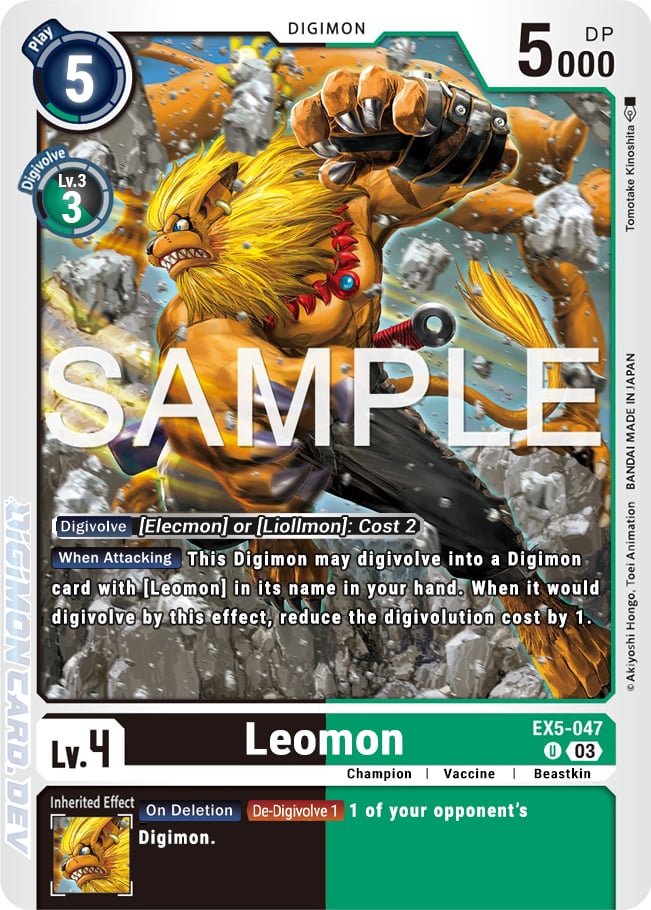 DIGIMON
Play
5
DP
5000
Digivolve
Lv.3
3
Tomotake Kinoshita
SAMPLE
© Akiyoshi Hongo, Toei Animation BANDAI MADE IN JAPAN
DIGIMONCARD.DEV
Digivolve [Elecmon] or [Liollmon]: Cost 2
When Attacking This Digimon may digivolve into a Digimon
card with [Leomon] in its name in your hand. When it would
digivolve by this effect, reduce the digivolution cost by 1.
Lv.4
Leomon
EX5-047
U 03
Champion | Vaccine | Beastkin
Inherited Effect
On Deletion De-Digivolve 1 1 of your opponent's
Digimon.